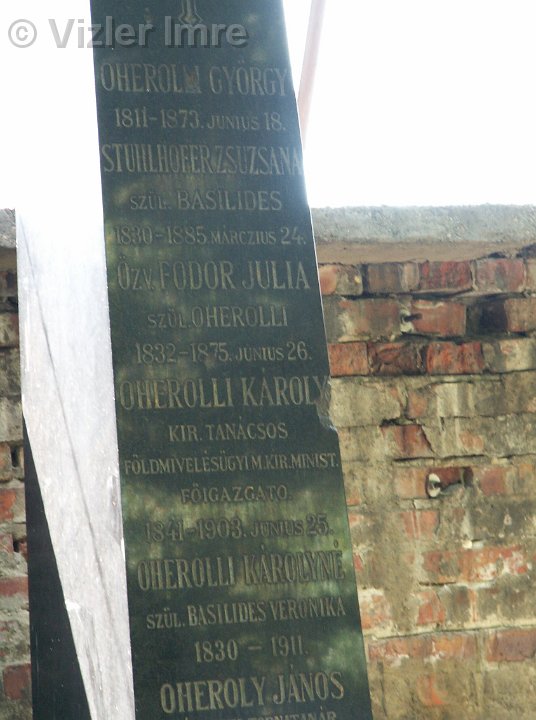 © Vizler Imre
OHEROLLI GYÖRGY
1811-1873. JUNIUS 18.
STUHLHOFER ZSUZSANA
SZÜL. BASILIDES
1830-1885. MÁRCZIUS 24.
ÖZV. FODOR JULIA
SZÜL. OHEROLLI
1832-1875. JUNIUS 26.
OHEROLLI KÁROLY
KIR. TANÁCSOS
FÖLDMIVELÉSÜGYI M. KIR. MINIST.
FŐIGAZGATO.
1841-1903. JUNIUS 25.
OHEROLLI KÁROLYNÉ
SZÜL. BASILIDES VERONIKA
1830-1911.
OHEROLY JÁNOS